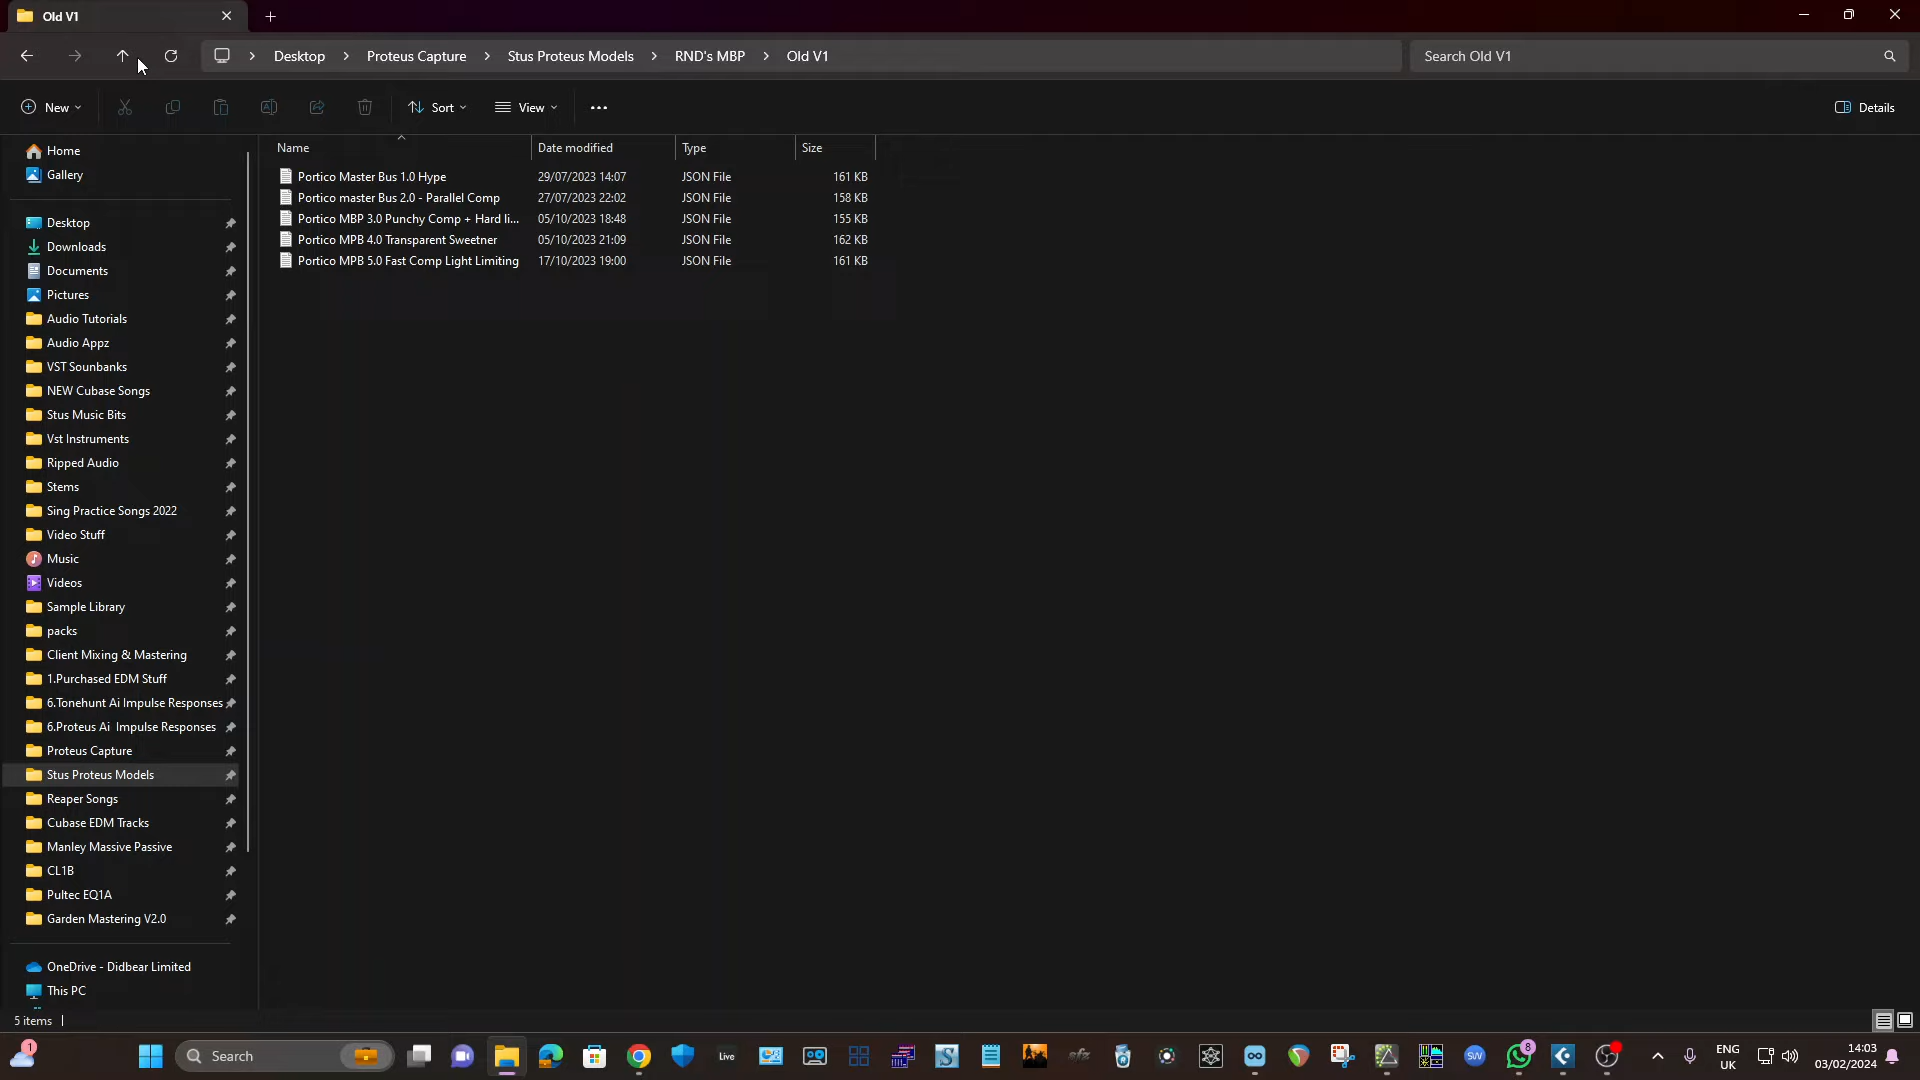 Old V1
Desktop > Proteus Capture > Stus Proteus Models > RND's MBP > Old V1
Search Old V1
New
Sort
View
Details
Name
Date modified
Type
Size
Portico Master Bus 1.0 Hype 29/07/2023 14:07 JSON File 161 KB
Portico master Bus 2.0 - Parallel Comp 27/07/2023 22:02 JSON File 158 KB
Portico MBP 3.0 Punchy Comp + Hard li... 05/10/2023 18:48 JSON File 155 KB
Portico MPB 4.0 Transparent Sweetner 05/10/2023 21:09 JSON File 162 KB
Portico MPB 5.0 Fast Comp Light Limiting 17/10/2023 19:00 JSON File 161 KB
Home
Gallery
Desktop
Downloads
Documents
Pictures
Audio Tutorials
Audio Appz
VST Sounbanks
NEW Cubase Songs
Stus Music Bits
Vst Instruments
Ripped Audio
Stems
Sing Practice Songs 2022
Video Stuff
Music
Videos
Sample Library
packs
Client Mixing & Mastering
1.Purchased EDM Stuff
6.Tonehunt Ai Impulse Responses
6.Proteus Ai Impulse Responses
Proteus Capture
Stus Proteus Models
Reaper Songs
Cubase EDM Tracks
Manley Massive Passive
CL1B
Pultec EQ1A
Garden Mastering V2.0
OneDrive - Didbear Limited
This PC
5 items
1
Search
Live
sfz
SW
8
ENG
UK
14:03
03/02/2024